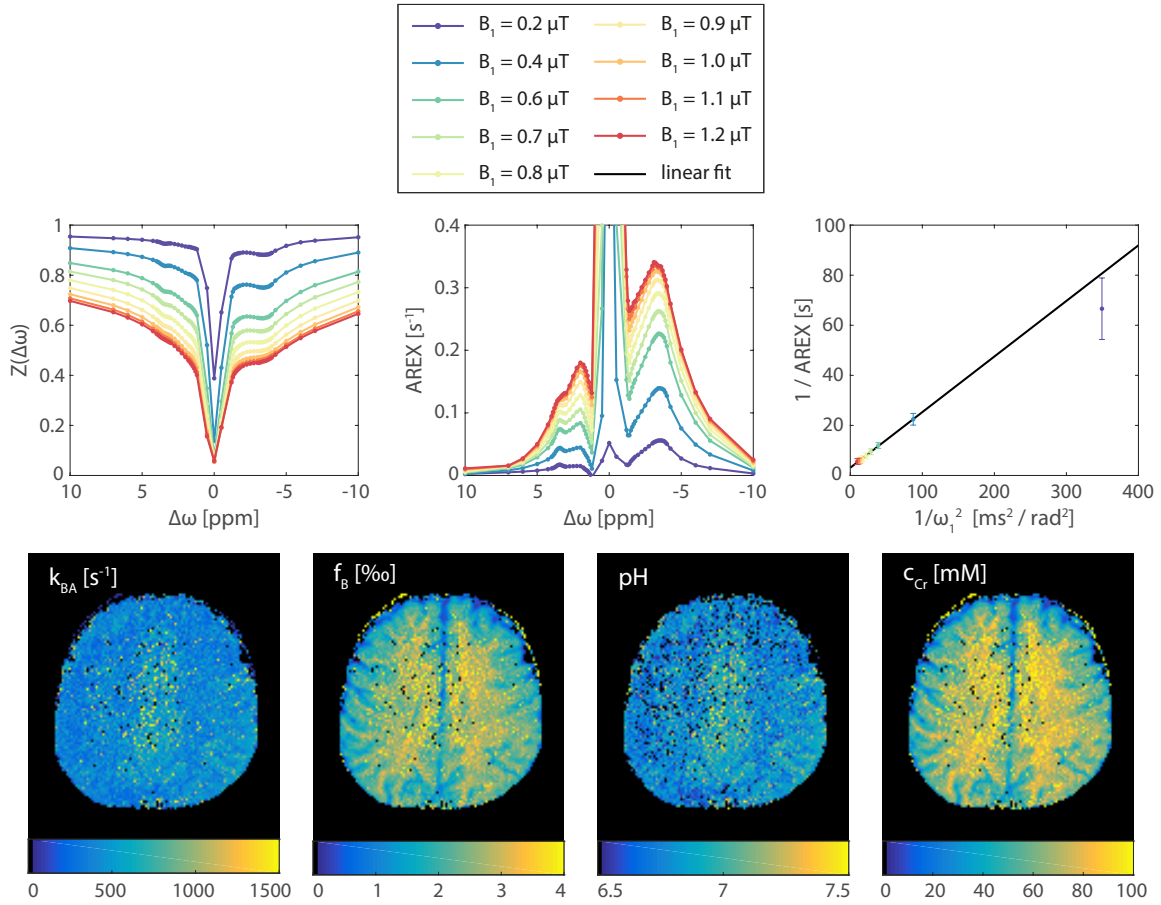 B₁ = 0.2 μT
B₁ = 0.4 μT
B₁ = 0.6 μT
B₁ = 0.7 μT
B₁ = 0.8 μT
B₁ = 0.9 μT
B₁ = 1.0 μT
B₁ = 1.1 μT
B₁ = 1.2 μT
linear fit
Z(Δω)
1
0.8
0.6
0.4
0.2
0
10 5 0 -5 -10
Δω [ppm]
AREX [s⁻¹]
0.4
0.3
0.2
0.1
0
10 5 0 -5 -10
Δω [ppm]
1 / AREX [s]
100
80
60
40
20
0
0 100 200 300 400
1/ω₁² [ms² / rad²]
k_BA [s⁻¹]
0 500 1000 1500
f_B [‰]
0 1 2 3 4
pH
6.5 7 7.5
c_Cr [mM]
0 20 40 60 80 100